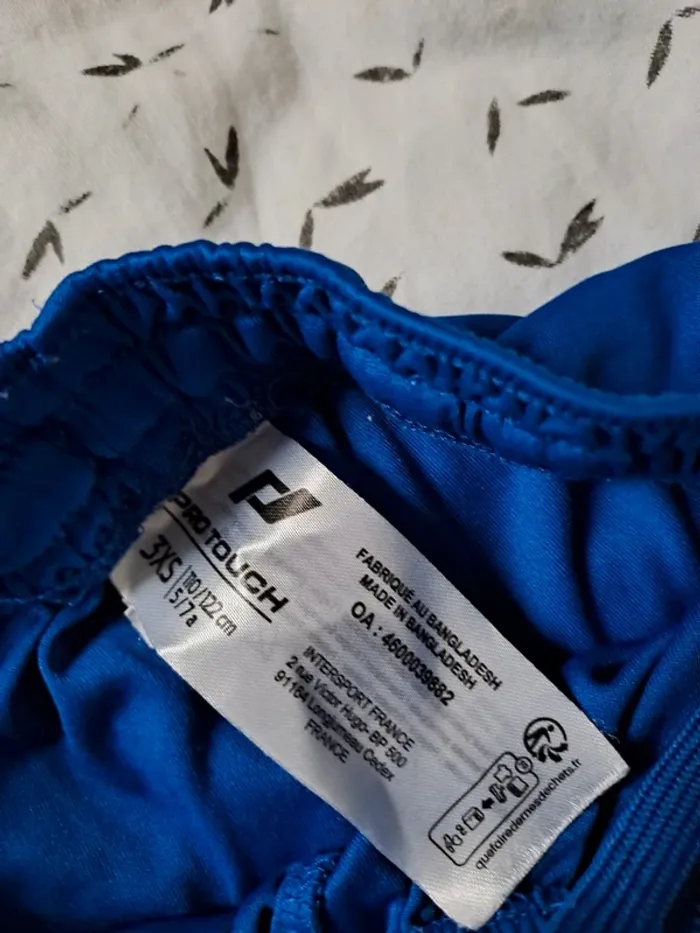 PRO TOUCH
3XS
110/122 cm
5/7 a
FABRIQUÉ AU BANGLADESH
MADE IN BANGLADESH
OA : 4600039682
INTERSPORT FRANCE
2 rue Victor Hugo- BP 500
91164 Longjumeau Cedex
FRANCE
quefairedemesdechets.fr